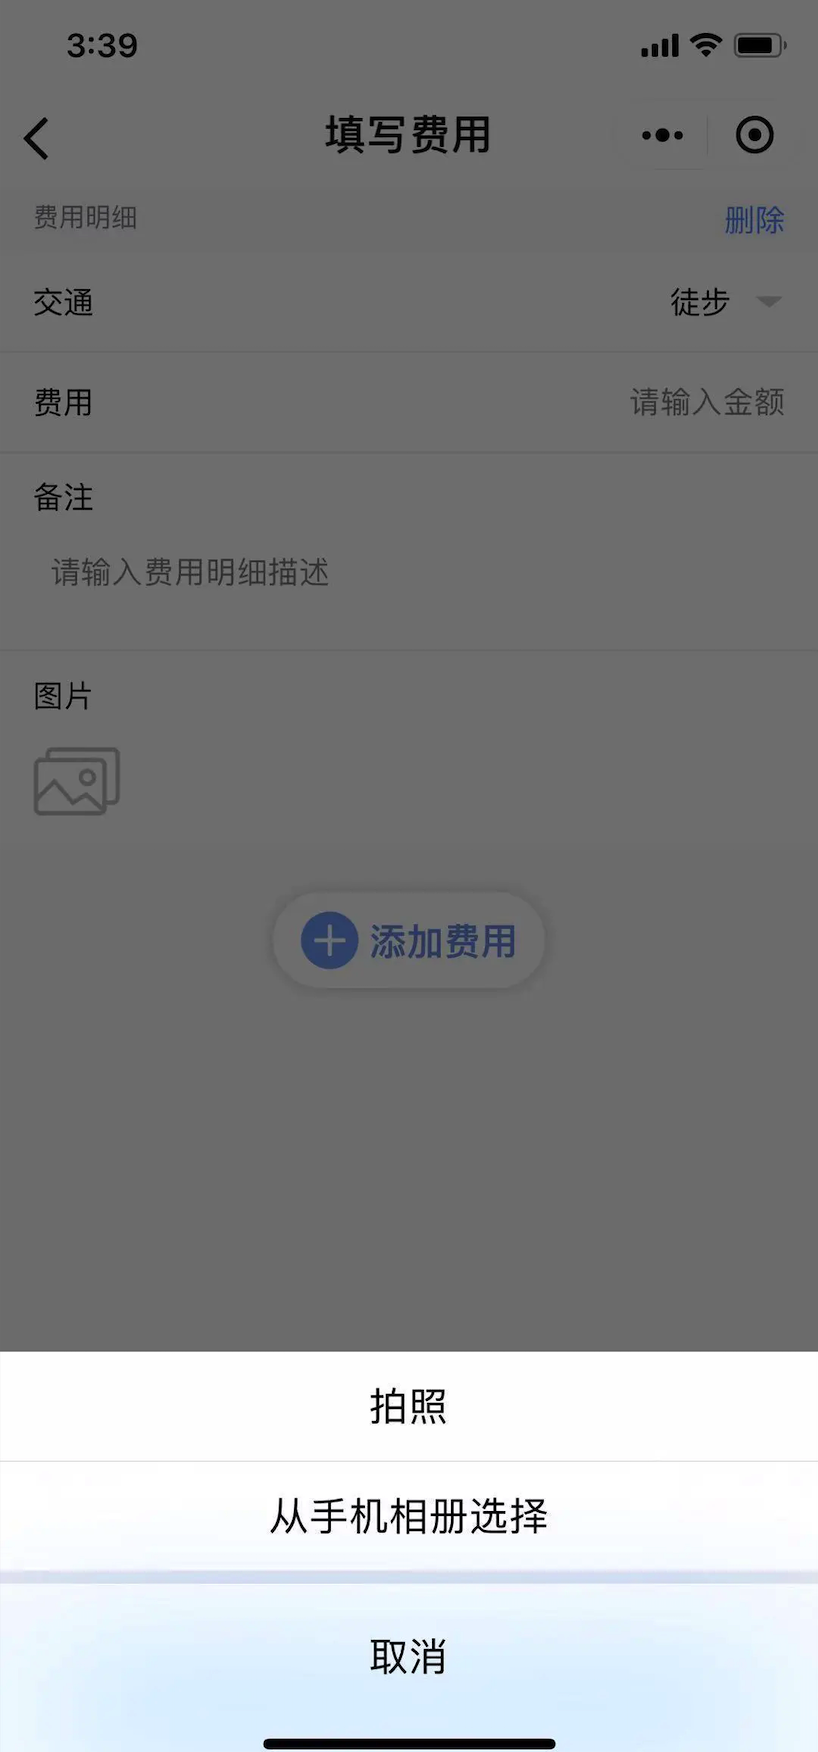 3:39
填写费用
费用明细 删除
交通 徒步
费用 请输入金额
备注
请输入费用明细描述
图片
添加费用
拍照
从手机相册选择
取消